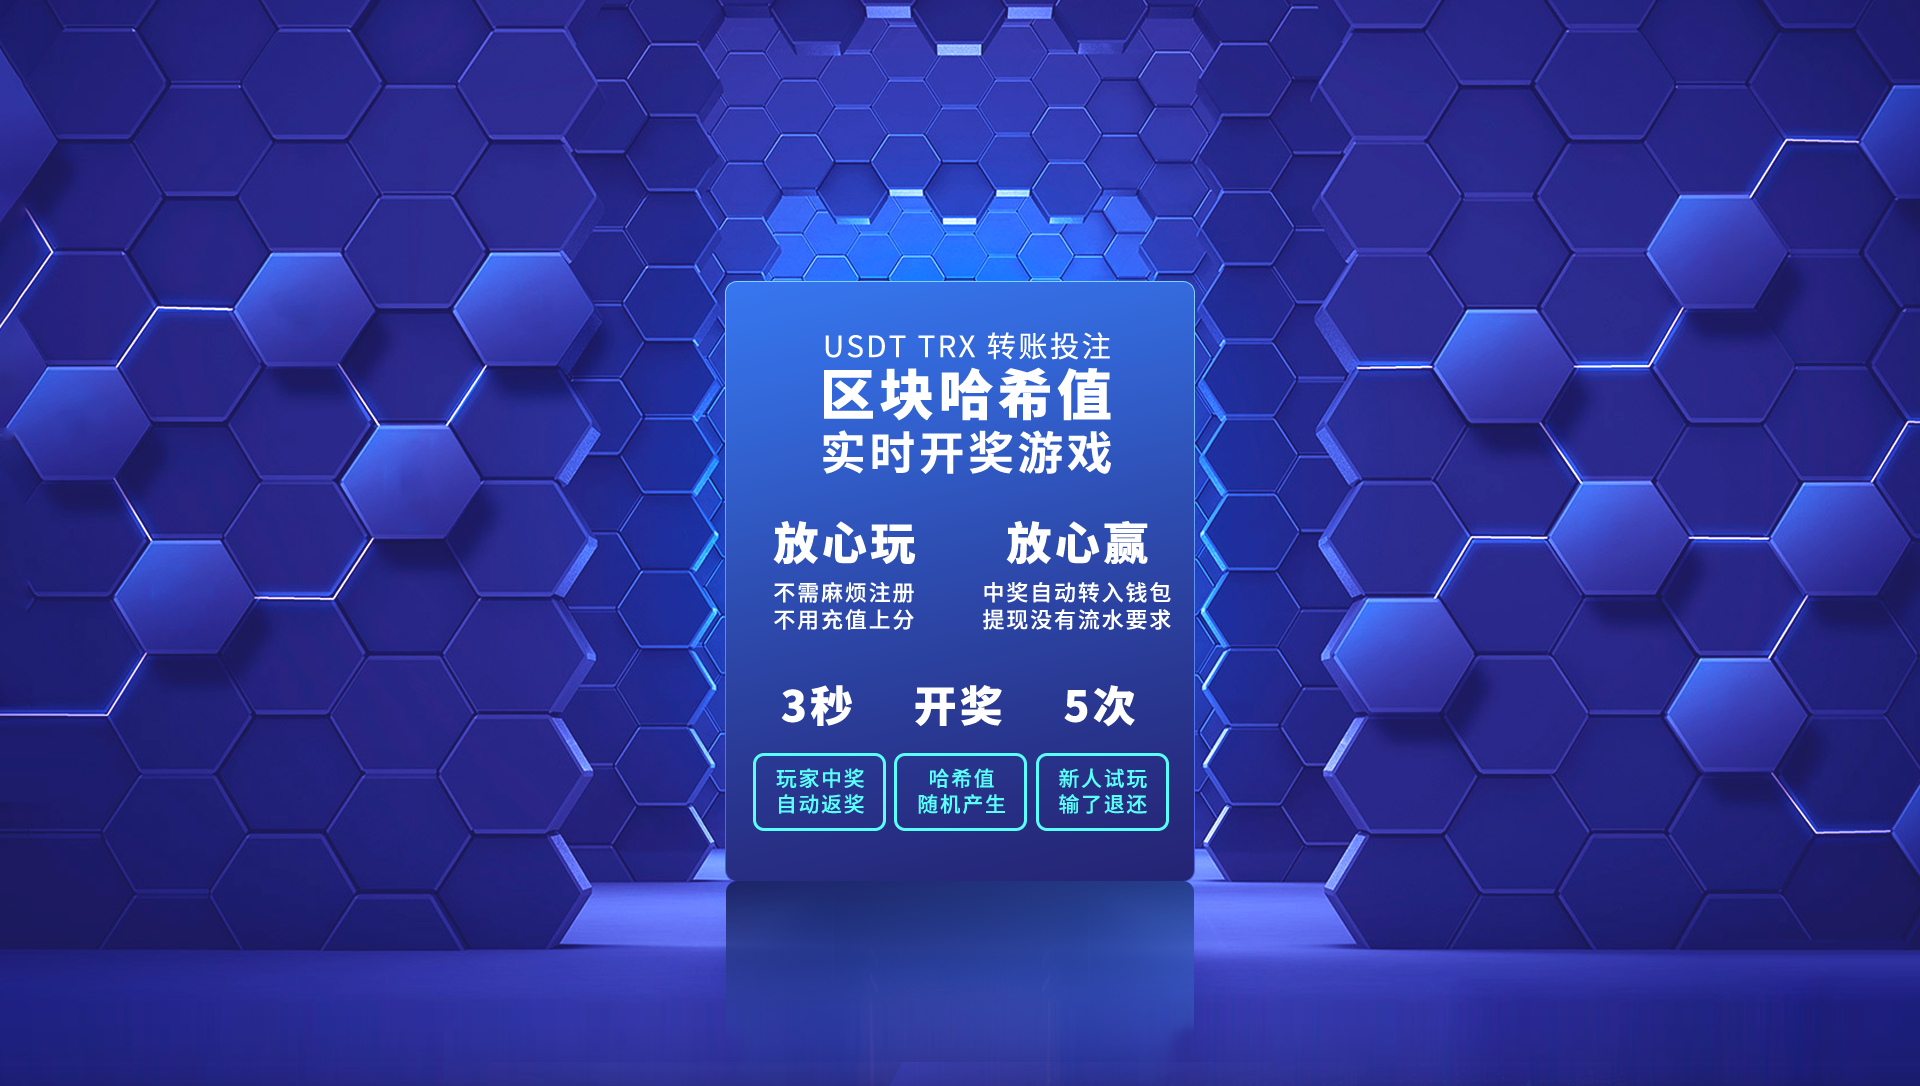 USDT TRX 转账投注
区块哈希值
实时开奖游戏
放心玩
不需麻烦注册
不用充值上分
放心赢
中奖自动转入钱包
提现没有流水要求
3秒
开奖
5次
玩家中奖
自动返奖
哈希值
随机产生
新人试玩
输了退还